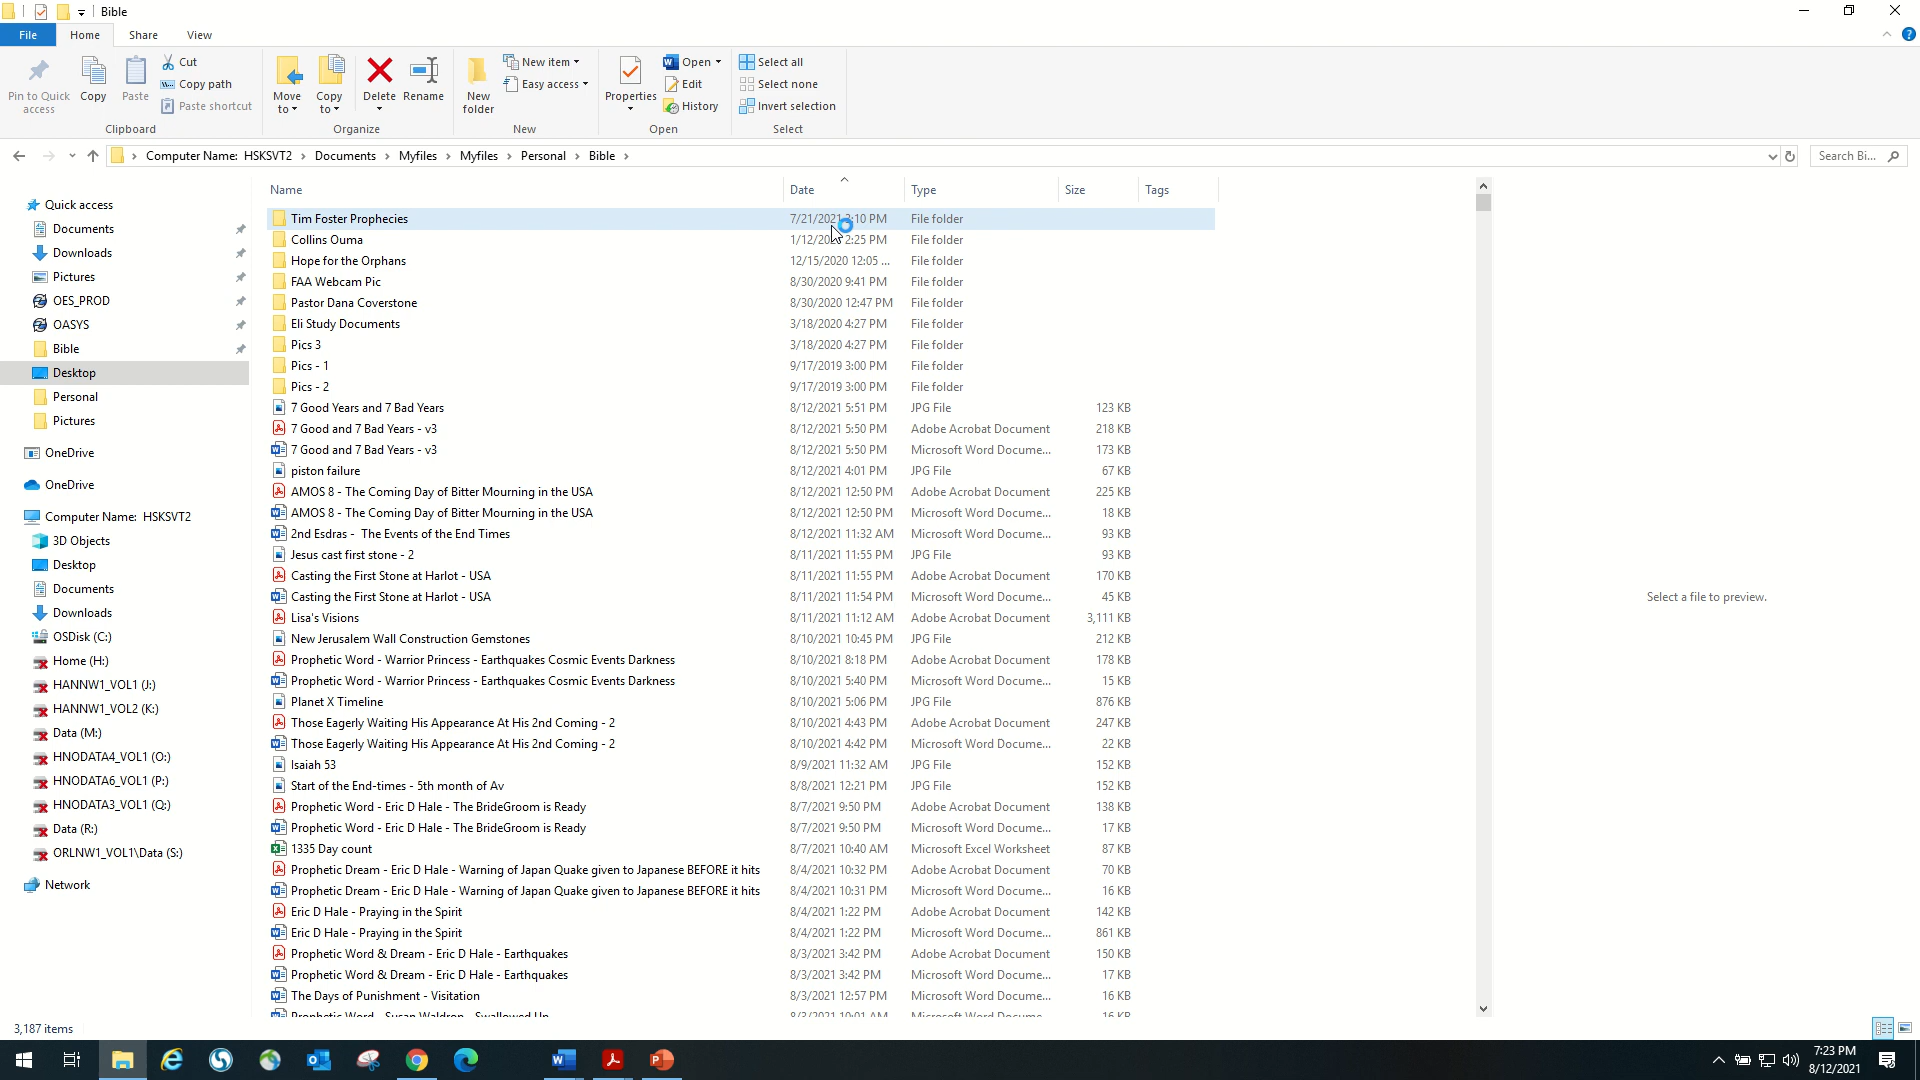 Bible
File Home Share View
Pin to Quick access
Copy
Paste
Cut
Copy path
Paste shortcut
Clipboard
Move to
Copy to
Delete
Rename
Organize
New folder
New item
Easy access
New
Properties
Open
Edit
History
Open
Select all
Select none
Invert selection
Select
Computer Name: HSKSVT2 > Documents > Myfiles > Myfiles > Personal > Bible >
Search Bi...
Quick access
Documents
Downloads
Pictures
OES_PROD
OASYS
Bible
Desktop
Personal
Pictures
OneDrive
OneDrive
Computer Name: HSKSVT2
3D Objects
Desktop
Documents
Downloads
OSDisk (C:)
Home (H:)
HANNW1_VOL1 (J:)
HANNW1_VOL2 (K:)
Data (M:)
HNODATA4_VOL1 (O:)
HNODATA6_VOL1 (P:)
HNODATA3_VOL1 (Q:)
Data (R:)
ORLNW1_VOL1\Data (S:)
Network
Name Date Type Size Tags
Tim Foster Prophecies 7/21/2021 :10 PM File folder
Collins Ouma 1/12/20 2:25 PM File folder
Hope for the Orphans 12/15/2020 12:05 ... File folder
FAA Webcam Pic 8/30/2020 9:41 PM File folder
Pastor Dana Coverstone 8/30/2020 12:47 PM File folder
Eli Study Documents 3/18/2020 4:27 PM File folder
Pics 3 3/18/2020 4:27 PM File folder
Pics - 1 9/17/2019 3:00 PM File folder
Pics - 2 9/17/2019 3:00 PM File folder
7 Good Years and 7 Bad Years 8/12/2021 5:51 PM JPG File 123 KB
7 Good and 7 Bad Years - v3 8/12/2021 5:50 PM Adobe Acrobat Document 218 KB
7 Good and 7 Bad Years - v3 8/12/2021 5:50 PM Microsoft Word Docume... 173 KB
piston failure 8/12/2021 4:01 PM JPG File 67 KB
AMOS 8 - The Coming Day of Bitter Mourning in the USA 8/12/2021 12:50 PM Adobe Acrobat Document 225 KB
AMOS 8 - The Coming Day of Bitter Mourning in the USA 8/12/2021 12:50 PM Microsoft Word Docume... 18 KB
2nd Esdras - The Events of the End Times 8/12/2021 11:32 AM Microsoft Word Docume... 93 KB
Jesus cast first stone - 2 8/11/2021 11:55 PM JPG File 93 KB
Casting the First Stone at Harlot - USA 8/11/2021 11:55 PM Adobe Acrobat Document 170 KB
Casting the First Stone at Harlot - USA 8/11/2021 11:54 PM Microsoft Word Docume... 45 KB
Lisa's Visions 8/11/2021 11:12 AM Adobe Acrobat Document 3,111 KB
New Jerusalem Wall Construction Gemstones 8/10/2021 10:45 PM JPG File 212 KB
Prophetic Word - Warrior Princess - Earthquakes Cosmic Events Darkness 8/10/2021 8:18 PM Adobe Acrobat Document 178 KB
Prophetic Word - Warrior Princess - Earthquakes Cosmic Events Darkness 8/10/2021 5:40 PM Microsoft Word Docume... 15 KB
Planet X Timeline 8/10/2021 5:06 PM JPG File 876 KB
Those Eagerly Waiting His Appearance At His 2nd Coming - 2 8/10/2021 4:43 PM Adobe Acrobat Document 247 KB
Those Eagerly Waiting His Appearance At His 2nd Coming - 2 8/10/2021 4:42 PM Microsoft Word Docume... 22 KB
Isaiah 53 8/9/2021 11:32 AM JPG File 152 KB
Start of the End-times - 5th month of Av 8/8/2021 12:21 PM JPG File 152 KB
Prophetic Word - Eric D Hale - The BrideGroom is Ready 8/7/2021 9:50 PM Adobe Acrobat Document 138 KB
Prophetic Word - Eric D Hale - The BrideGroom is Ready 8/7/2021 9:50 PM Microsoft Word Docume... 17 KB
1335 Day count 8/7/2021 10:40 AM Microsoft Excel Worksheet 87 KB
Prophetic Dream - Eric D Hale - Warning of Japan Quake given to Japanese BEFORE it hits 8/4/2021 10:32 PM Adobe Acrobat Document 70 KB
Prophetic Dream - Eric D Hale - Warning of Japan Quake given to Japanese BEFORE it hits 8/4/2021 10:31 PM Microsoft Word Docume... 16 KB
Eric D Hale - Praying in the Spirit 8/4/2021 1:22 PM Adobe Acrobat Document 142 KB
Eric D Hale - Praying in the Spirit 8/4/2021 1:22 PM Microsoft Word Docume... 861 KB
Prophetic Word & Dream - Eric D Hale - Earthquakes 8/3/2021 3:42 PM Adobe Acrobat Document 150 KB
Prophetic Word & Dream - Eric D Hale - Earthquakes 8/3/2021 3:42 PM Microsoft Word Docume... 17 KB
The Days of Punishment - Visitation 8/3/2021 12:57 PM Microsoft Word Docume... 16 KB
Prophetic Word - Susan Waldron - Swallowed Up 8/3/2021 10:01 AM Microsoft Word Docume... 16 KB
Select a file to preview.
3,187 items
7:23 PM
8/12/2021